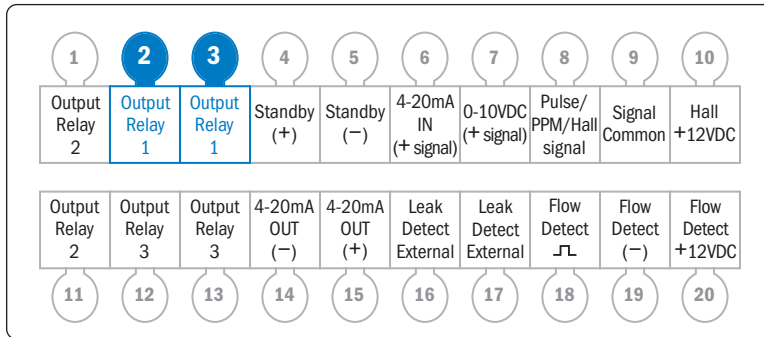 1 2 3 4 5 6 7 8 9 10
Output Relay 2
Output Relay 1
Output Relay 1
Standby (+)
Standby (−)
4-20mA IN (+ signal)
0-10VDC (+ signal)
Pulse/PPM/Hall signal
Signal Common
Hall +12VDC
Output Relay 2
Output Relay 3
Output Relay 3
4-20mA OUT (−)
4-20mA OUT (+)
Leak Detect External
Leak Detect External
Flow Detect
Flow Detect (−)
Flow Detect +12VDC
11 12 13 14 15 16 17 18 19 20